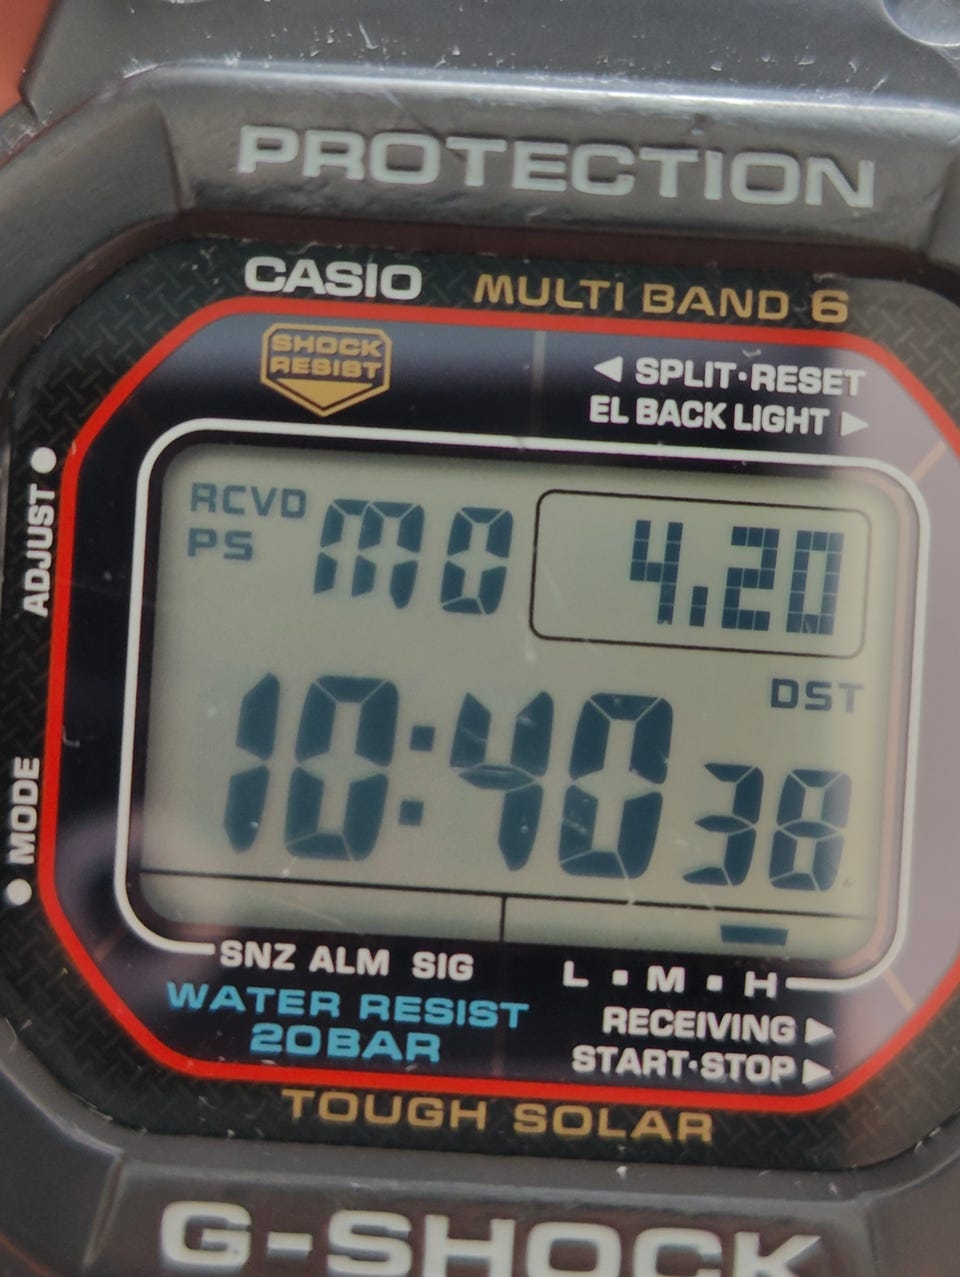 PROTECTION
CASIO MULTI BAND 6
SHOCK
RESIST
◀ SPLIT·RESET
EL BACK LIGHT ▶
ADJUST
RCVD
PS
MO 4.20
DST
10:40 38
MODE
SNZ ALM SIG
L ▪ M ▪ H
WATER RESIST
20BAR
RECEIVING ▶
START·STOP ▶
TOUGH SOLAR
G-SHOCK